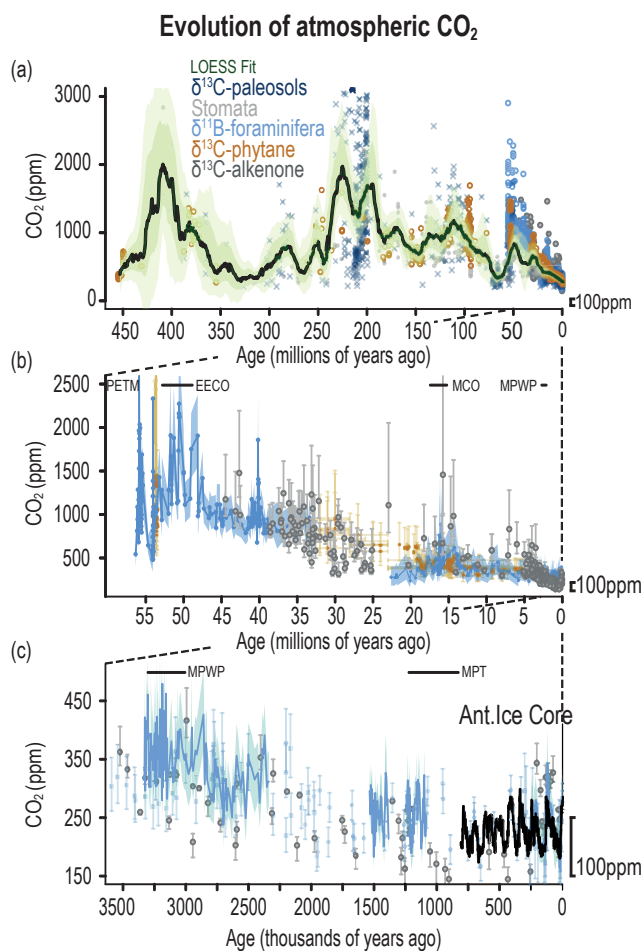 Evolution of atmospheric CO₂
(a)
LOESS Fit
δ¹³C-paleosols
Stomata
δ¹¹B-foraminifera
δ¹³C-phytane
δ¹³C-alkenone
3000
2000
1000
0
CO₂ (ppm)
100ppm
450 400 350 300 250 200 150 100 50 0
Age (millions of years ago)
(b)
PETM EECO MCO MPWP
2500
2000
1500
1000
500
CO₂ (ppm)
100ppm
55 50 45 40 35 30 25 20 15 10 5 0
Age (millions of years ago)
(c)
MPWP MPT
Ant.Ice Core
450
350
250
150
CO₂ (ppm)
100ppm
3500 3000 2500 2000 1500 1000 500 0
Age (thousands of years ago)